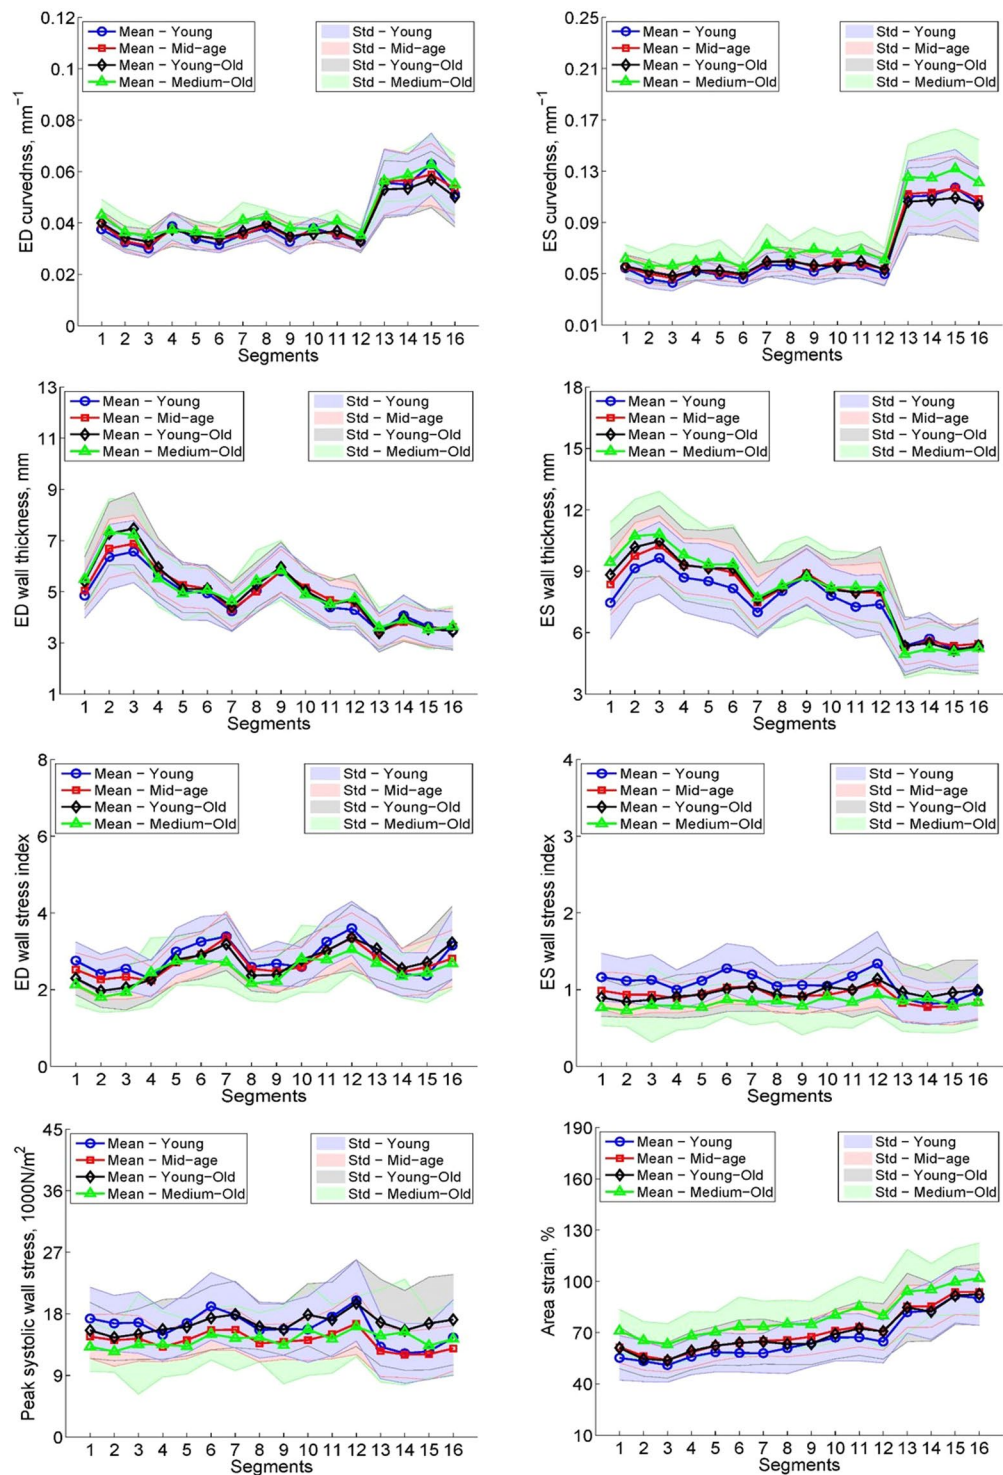 ED curvednss, mm⁻¹
0.12
0.1
0.08
0.06
0.04
0.02
0
Mean – Young
Mean – Mid-age
Mean – Young-Old
Mean – Medium-Old
Std – Young
Std – Mid-age
Std – Young-Old
Std – Medium-Old
1 2 3 4 5 6 7 8 9 10 11 12 13 14 15 16
Segments
ES curvedness, mm⁻¹
0.25
0.21
0.17
0.13
0.09
0.05
0.01
Mean – Young
Mean – Mid-age
Mean – Young-Old
Mean – Medium-Old
Std – Young
Std – Mid-age
Std – Young-Old
Std – Medium-Old
1 2 3 4 5 6 7 8 9 10 11 12 13 14 15 16
Segments
ED wall thickness, mm
13
11
9
7
5
3
1
Mean – Young
Mean – Mid-age
Mean – Young-Old
Mean – Medium-Old
Std – Young
Std – Mid-age
Std – Young-Old
Std – Medium-Old
1 2 3 4 5 6 7 8 9 10 11 12 13 14 15 16
Segments
ES wall thickness, mm
18
15
12
9
6
3
Mean – Young
Mean – Mid-age
Mean – Young-Old
Mean – Medium-Old
Std – Young
Std – Mid-age
Std – Young-Old
Std – Medium-Old
1 2 3 4 5 6 7 8 9 10 11 12 13 14 15 16
Segments
ED wall stress index
8
6
4
2
0
Mean – Young
Mean – Mid-age
Mean – Young-Old
Mean – Medium-Old
Std – Young
Std – Mid-age
Std – Young-Old
Std – Medium-Old
1 2 3 4 5 6 7 8 9 10 11 12 13 14 15 16
Segments
ES wall stress index
4
3
2
1
0
Mean – Young
Mean – Mid-age
Mean – Young-Old
Mean – Medium-Old
Std – Young
Std – Mid-age
Std – Young-Old
Std – Medium-Old
1 2 3 4 5 6 7 8 9 10 11 12 13 14 15 16
Segments
Peak systolic wall stress, 1000N/m²
45
36
27
18
9
0
Mean – Young
Mean – Mid-age
Mean – Young-Old
Mean – Medium-Old
Std – Young
Std – Mid-age
Std – Young-Old
Std – Medium-Old
1 2 3 4 5 6 7 8 9 10 11 12 13 14 15 16
Segments
Area strain, %
190
160
130
100
70
40
10
Mean – Young
Mean – Mid-age
Mean – Young-Old
Mean – Medium-Old
Std – Young
Std – Mid-age
Std – Young-Old
Std – Medium-Old
1 2 3 4 5 6 7 8 9 10 11 12 13 14 15 16
Segments